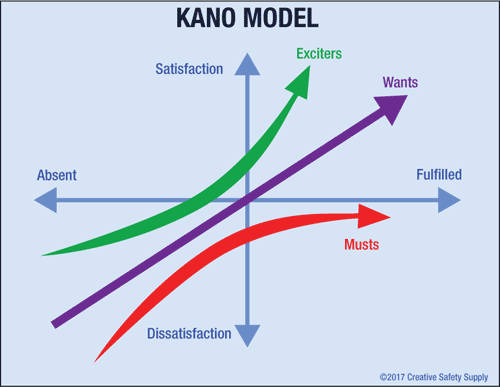 KANO MODEL
Exciters
Satisfaction
Wants
Absent
Fulfilled
Musts
Dissatisfaction
©2017 Creative Safety Supply